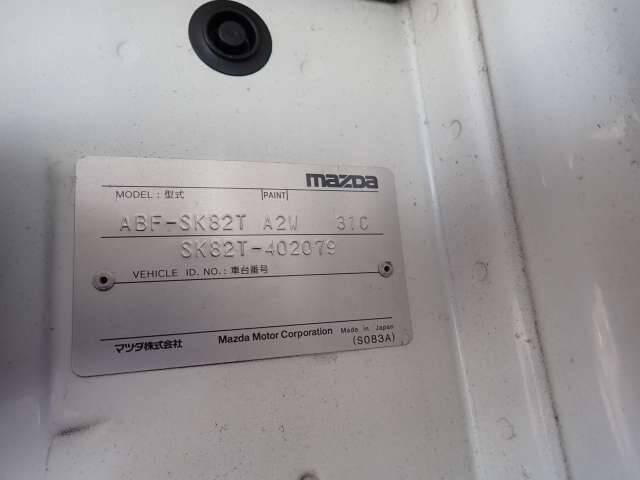 mazda
MODEL : 型式 PAINT
ABF-SK82T A2W 31C
SK82T-402079
VEHICLE ID. NO. : 車台番号
マツダ株式会社 Mazda Motor Corporation Made in Japan
(S083A)